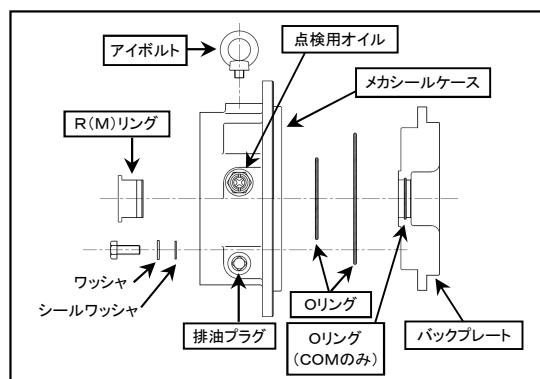 アイボルト
点検用オイル
メカシールケース
R(M)リング
ワッシャ
シールワッシャ
排油プラグ
Oリング
Oリング
(COMのみ)
バックプレート